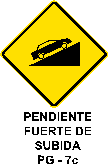 PENDIENTE
FUERTE DE
SUBIDA
PG - 7c